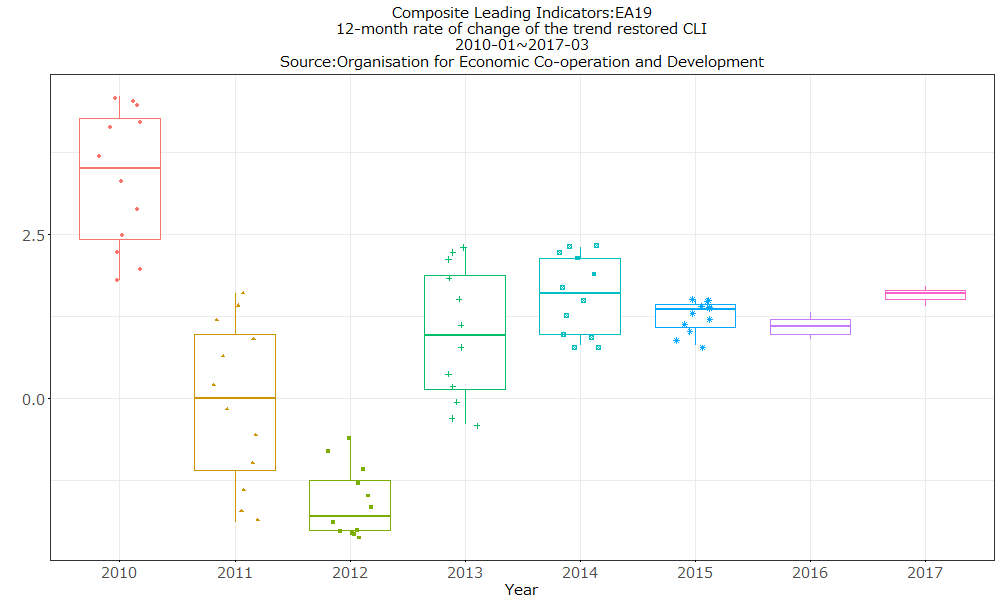 Composite Leading Indicators:EA19
12-month rate of change of the trend restored CLI
2010-01~2017-03
Source:Organisation for Economic Co-operation and Development
2.5
0.0
2010 2011 2012 2013 2014 2015 2016 2017
Year